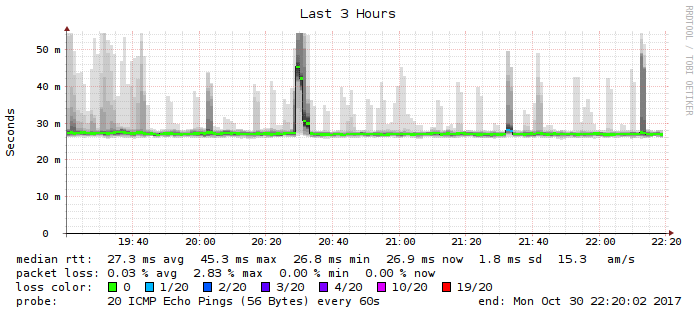 Last 3 Hours
RRDTOOL / TOBI OETIKER
Seconds
50 m
40 m
30 m
20 m
10 m
0
19:40 20:00 20:20 20:40 21:00 21:20 21:40 22:00 22:20
median rtt: 27.3 ms avg 45.3 ms max 26.8 ms min 26.9 ms now 1.8 ms sd 15.3 am/s
packet loss: 0.03 % avg 2.83 % max 0.00 % min 0.00 % now
loss color: 0 1/20 2/20 3/20 4/20 10/20 19/20
probe: 20 ICMP Echo Pings (56 Bytes) every 60s end: Mon Oct 30 22:20:02 2017